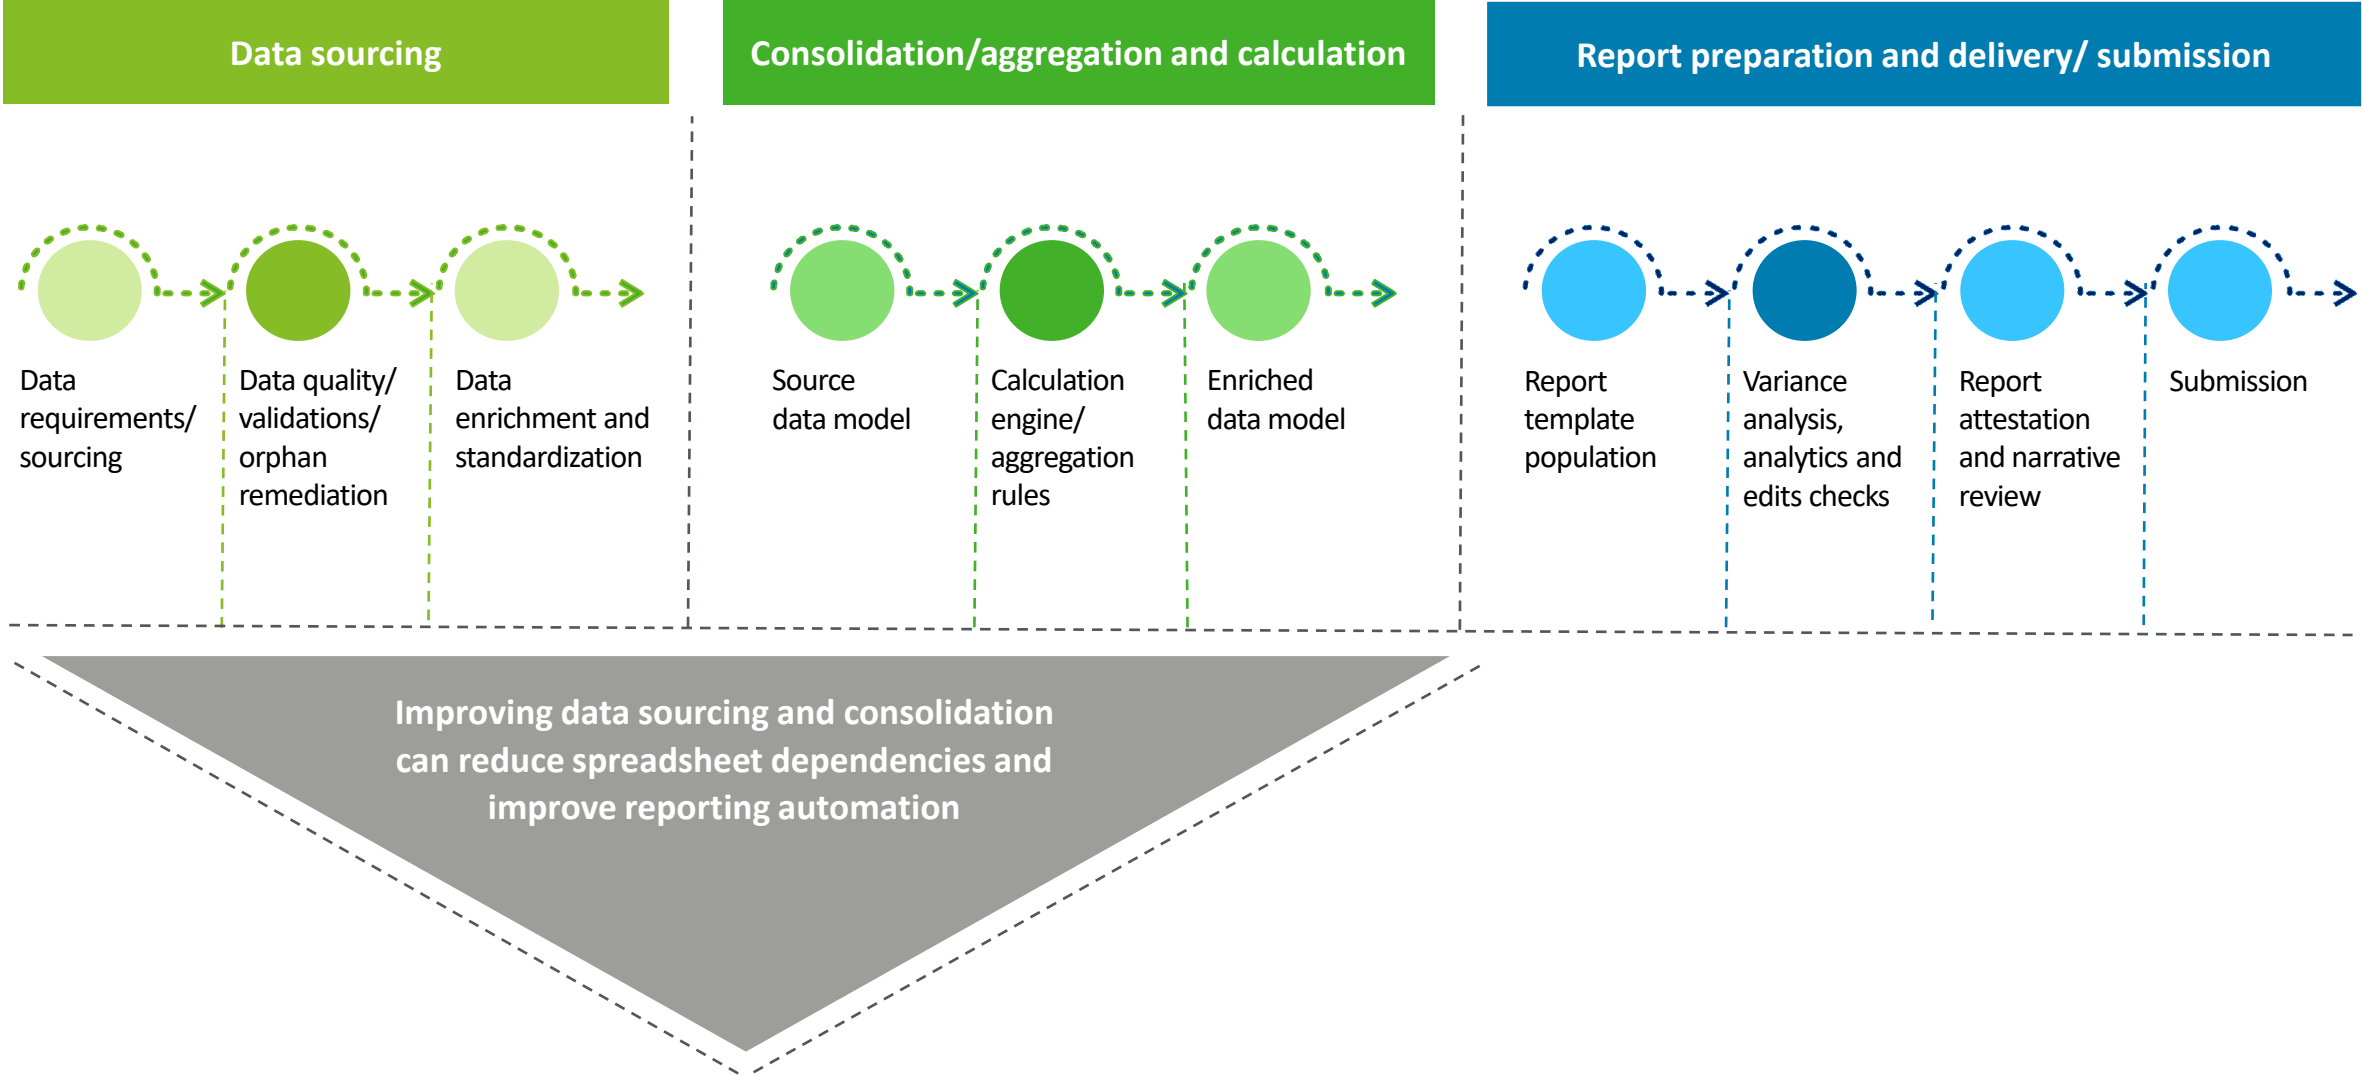 Data sourcing
Consolidation/aggregation and calculation
Report preparation and delivery/ submission
Data
requirements/
sourcing
Data quality/
validations/
orphan
remediation
Data
enrichment and
standardization
Source
data model
Calculation
engine/
aggregation
rules
Enriched
data model
Report
template
population
Variance
analysis,
analytics and
edits checks
Report
attestation
and narrative
review
Submission
Improving data sourcing and consolidation
can reduce spreadsheet dependencies and
improve reporting automation